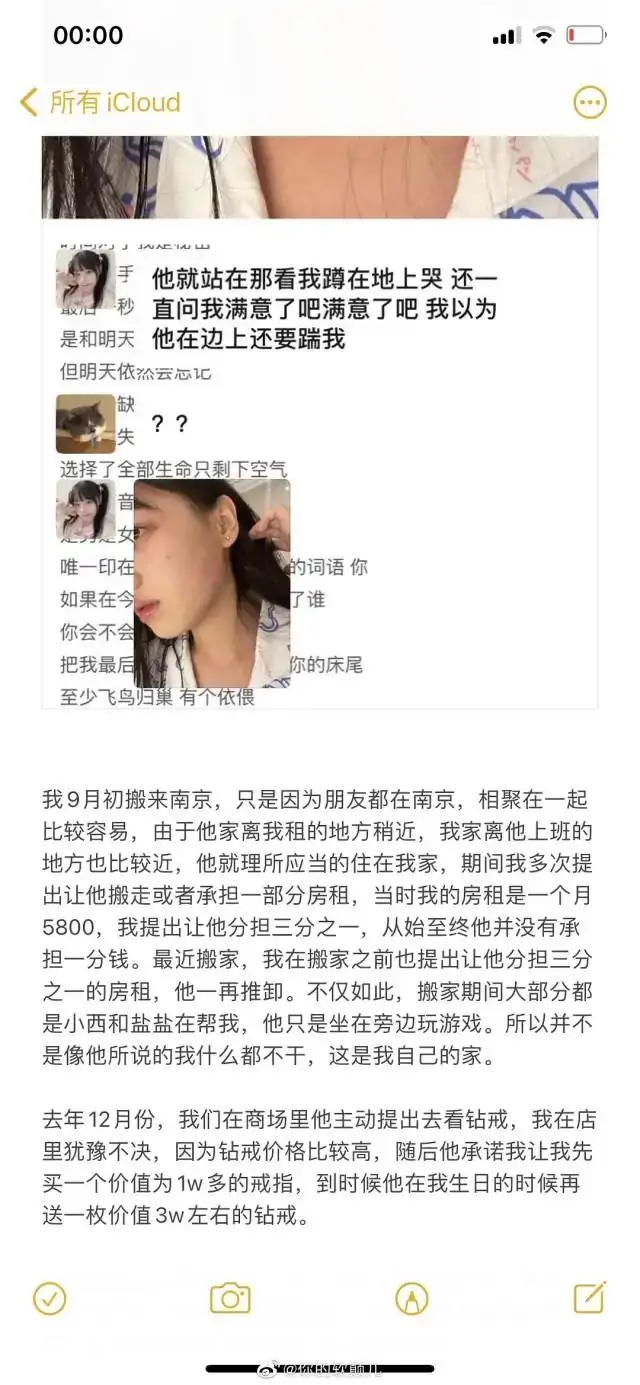 00:00
所有 iCloud
他就站在那看我蹲在地上哭 还一
直问我满意了吧满意了吧 我以为
他在边上还要踹我
手
秒
是和明天
但明天依然会忘记
缺
？？
失
选择了全部生命只剩下空气
音
唯一印在
的词语 你
如果在今
了谁
你会不会
把我最后
你的床尾
至少飞鸟归巢 有个依偎
我9月初搬来南京，只是因为朋友都在南京，相聚在一起
比较容易，由于他家离我租的地方稍近，我家离他上班的
地方也比较近，他就理所应当的住在我家，期间我多次提
出让他搬走或者承担一部分房租，当时我的房租是一个月
5800，我提出让他分担三分之一，从始至终他并没有承
担一分钱。最近搬家，我在搬家之前也提出让他分担三分
之一的房租，他一再推卸。不仅如此，搬家期间大部分都
是小西和盐盐在帮我，他只是坐在旁边玩游戏。所以并不
是像他所说的我什么都不干，这是我自己的家。
去年12月份，我们在商场里他主动提出去看钻戒，我在店
里犹豫不决，因为钻戒价格比较高，随后他承诺我让我先
买一个价值为1w多的戒指，到时候他在我生日的时候再
送一枚价值3w左右的钻戒。